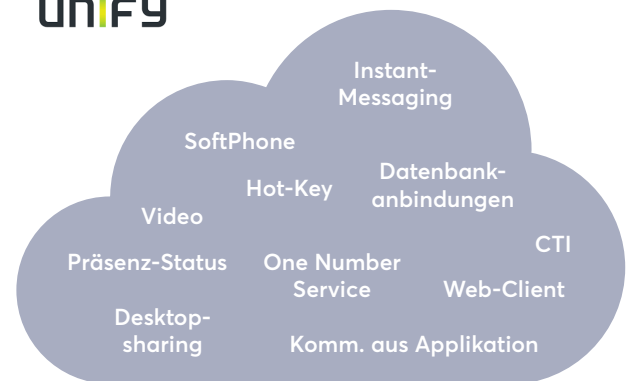 unify
Instant-
Messaging
SoftPhone
Datenbank-
anbindungen
Hot-Key
Video
CTI
Präsenz-Status
One Number
Service
Web-Client
Desktop-
sharing
Komm. aus Applikation